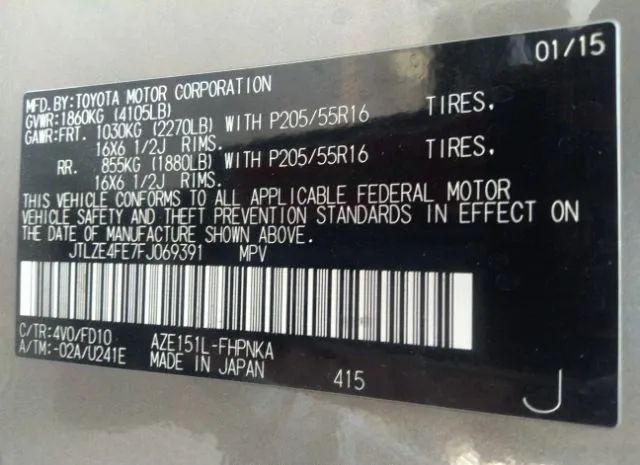 01/15
MFD.BY:TOYOTA MOTOR CORPORATION
GVWR:1860KG (4105LB)
GAWR:FRT. 1030KG (2270LB) WITH P205/55R16 TIRES,
16X6 1/2J RIMS.
RR. 855KG (1880LB) WITH P205/55R16 TIRES,
16X6 1/2J RIMS.
THIS VEHICLE CONFORMS TO ALL APPLICABLE FEDERAL MOTOR
VEHICLE SAFETY AND THEFT PREVENTION STANDARDS IN EFFECT ON
THE DATE OF MANUFACTURE SHOWN ABOVE.
JTLZE4FE7FJ069391 MPV
C/TR:4V0/FD10 AZE151L-FHPNKA
A/TM:-02A/U241E MADE IN JAPAN 415 J